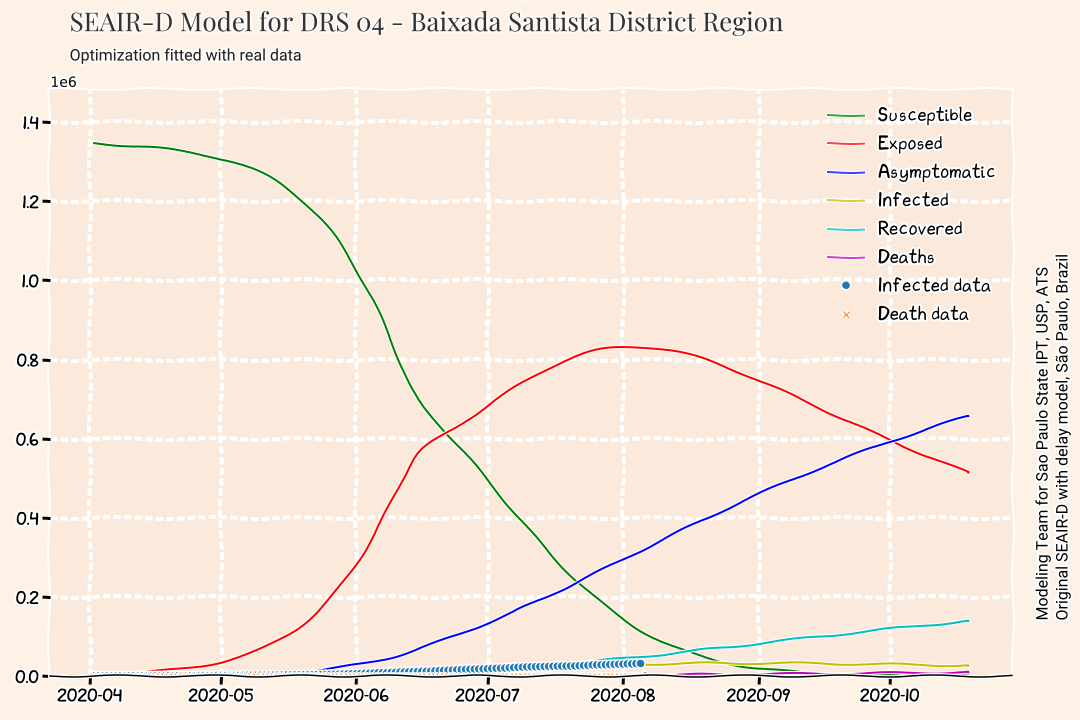 SEAIR-D Model for DRS 04 - Baixada Santista District Region
Optimization fitted with real data
1e6
1.4
1.2
1.0
0.8
0.6
0.4
0.2
0.0
2020-04
2020-05
2020-06
2020-07
2020-08
2020-09
2020-10
Susceptible
Exposed
Asymptomatic
Infected
Recovered
Deaths
Infected data
Death data
Modeling Team for Sao Paulo State IPT, USP, ATS
Original SEAIR-D with delay model, São Paulo, Brazil